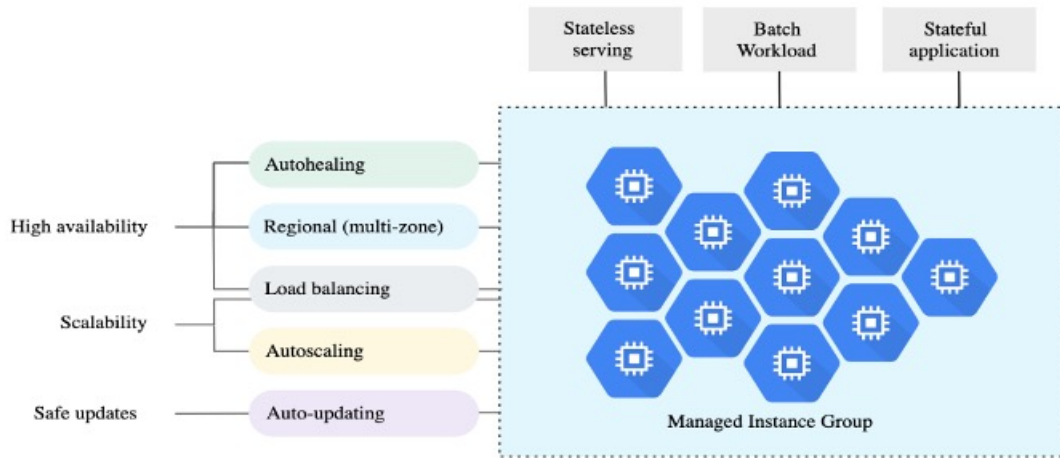 Stateless
serving
Batch
Workload
Stateful
application
High availability
Autohealing
Regional (multi-zone)
Load balancing
Scalability
Autoscaling
Safe updates
Auto-updating
Managed Instance Group